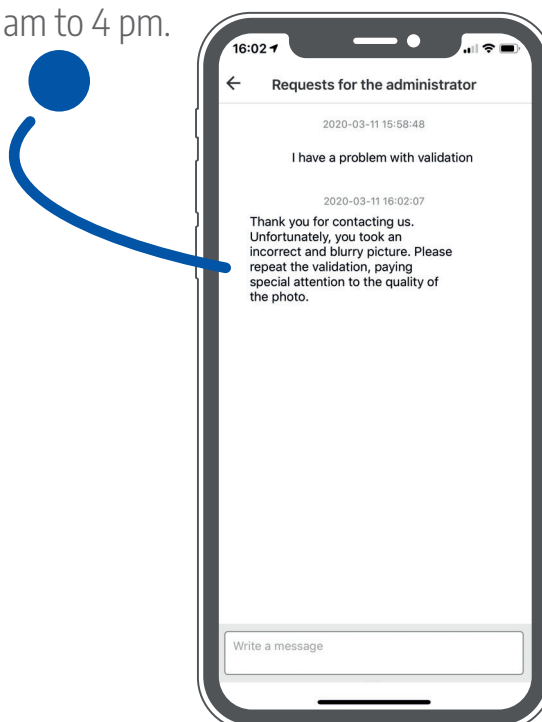 am to 4 pm.
16:02
Requests for the administrator
2020-03-11 15:58:48
I have a problem with validation
2020-03-11 16:02:07
Thank you for contacting us.
Unfortunately, you took an
incorrect and blurry picture. Please
repeat the validation, paying
special attention to the quality of
the photo.
Write a message